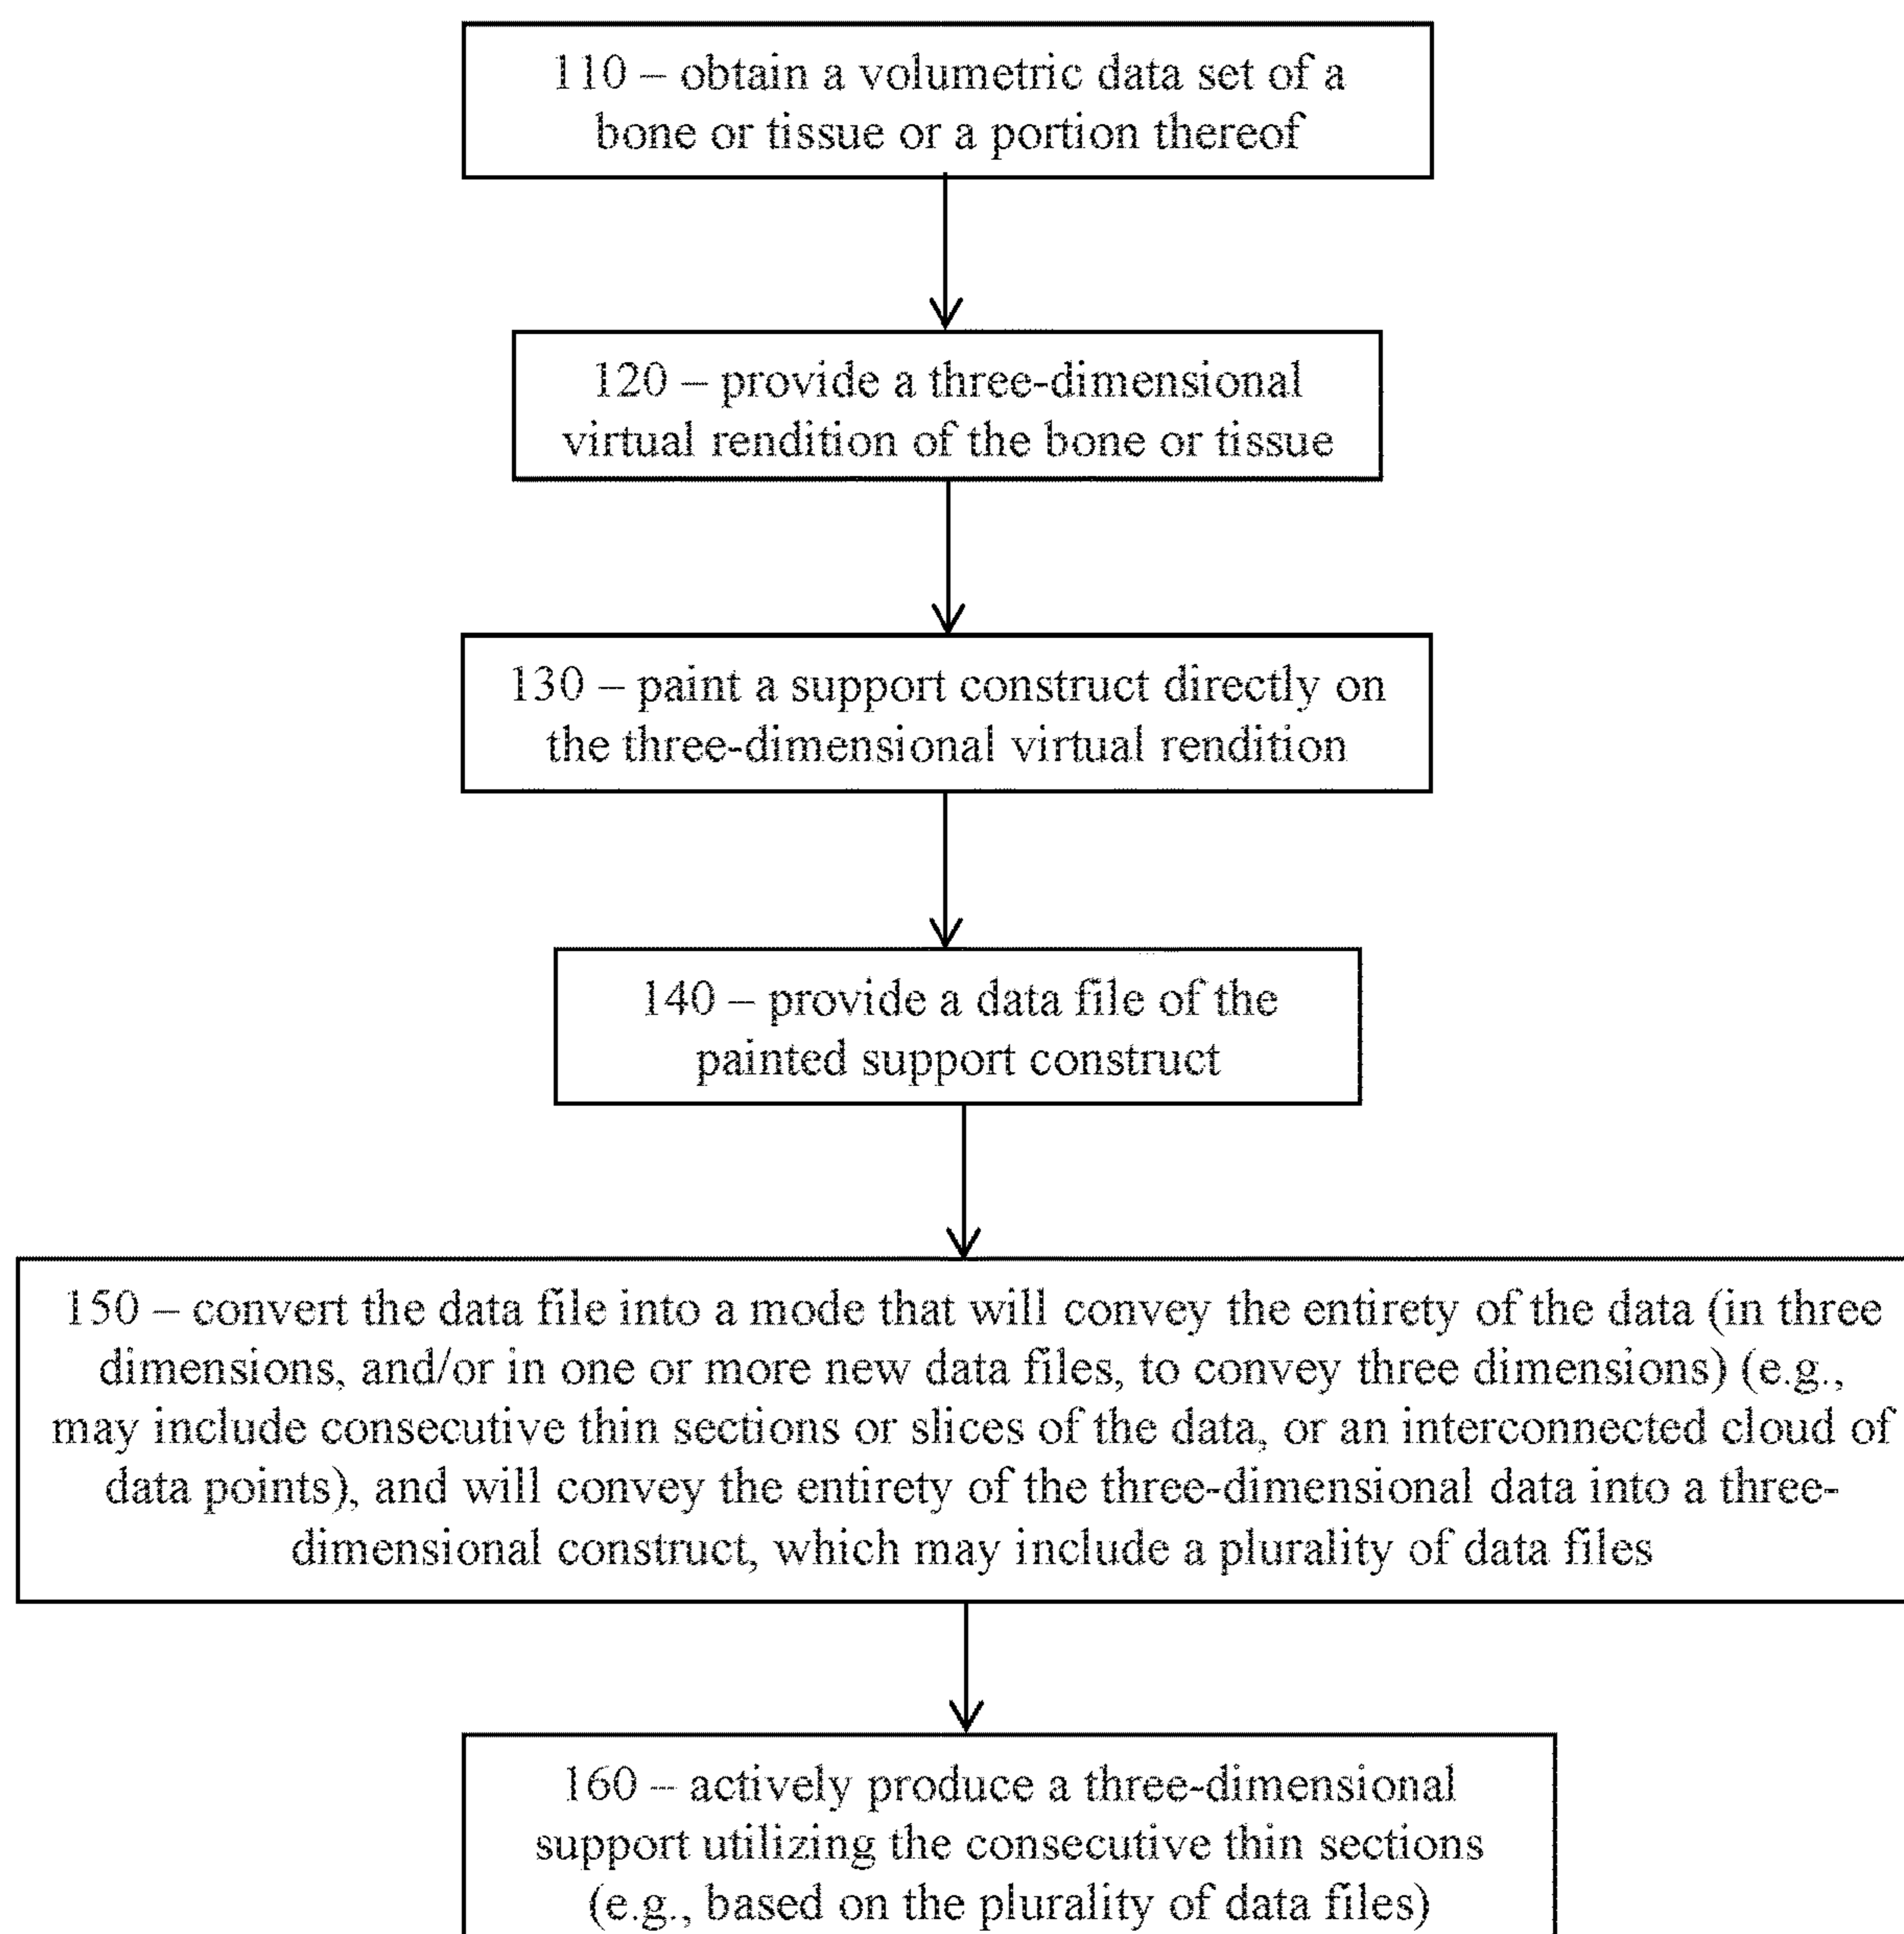 110 – obtain a volumetric data set of a
bone or tissue or a portion thereof
120 – provide a three-dimensional
virtual rendition of the bone or tissue
130 – paint a support construct directly on
the three-dimensional virtual rendition
140 – provide a data file of the
painted support construct
150 – convert the data file into a mode that will convey the entirety of the data (in three
dimensions, and/or in one or more new data files, to convey three dimensions) (e.g.,
may include consecutive thin sections or slices of the data, or an interconnected cloud of
data points), and will convey the entirety of the three-dimensional data into a three-
dimensional construct, which may include a plurality of data files
160 – actively produce a three-dimensional
support utilizing the consecutive thin sections
(e.g., based on the plurality of data files)